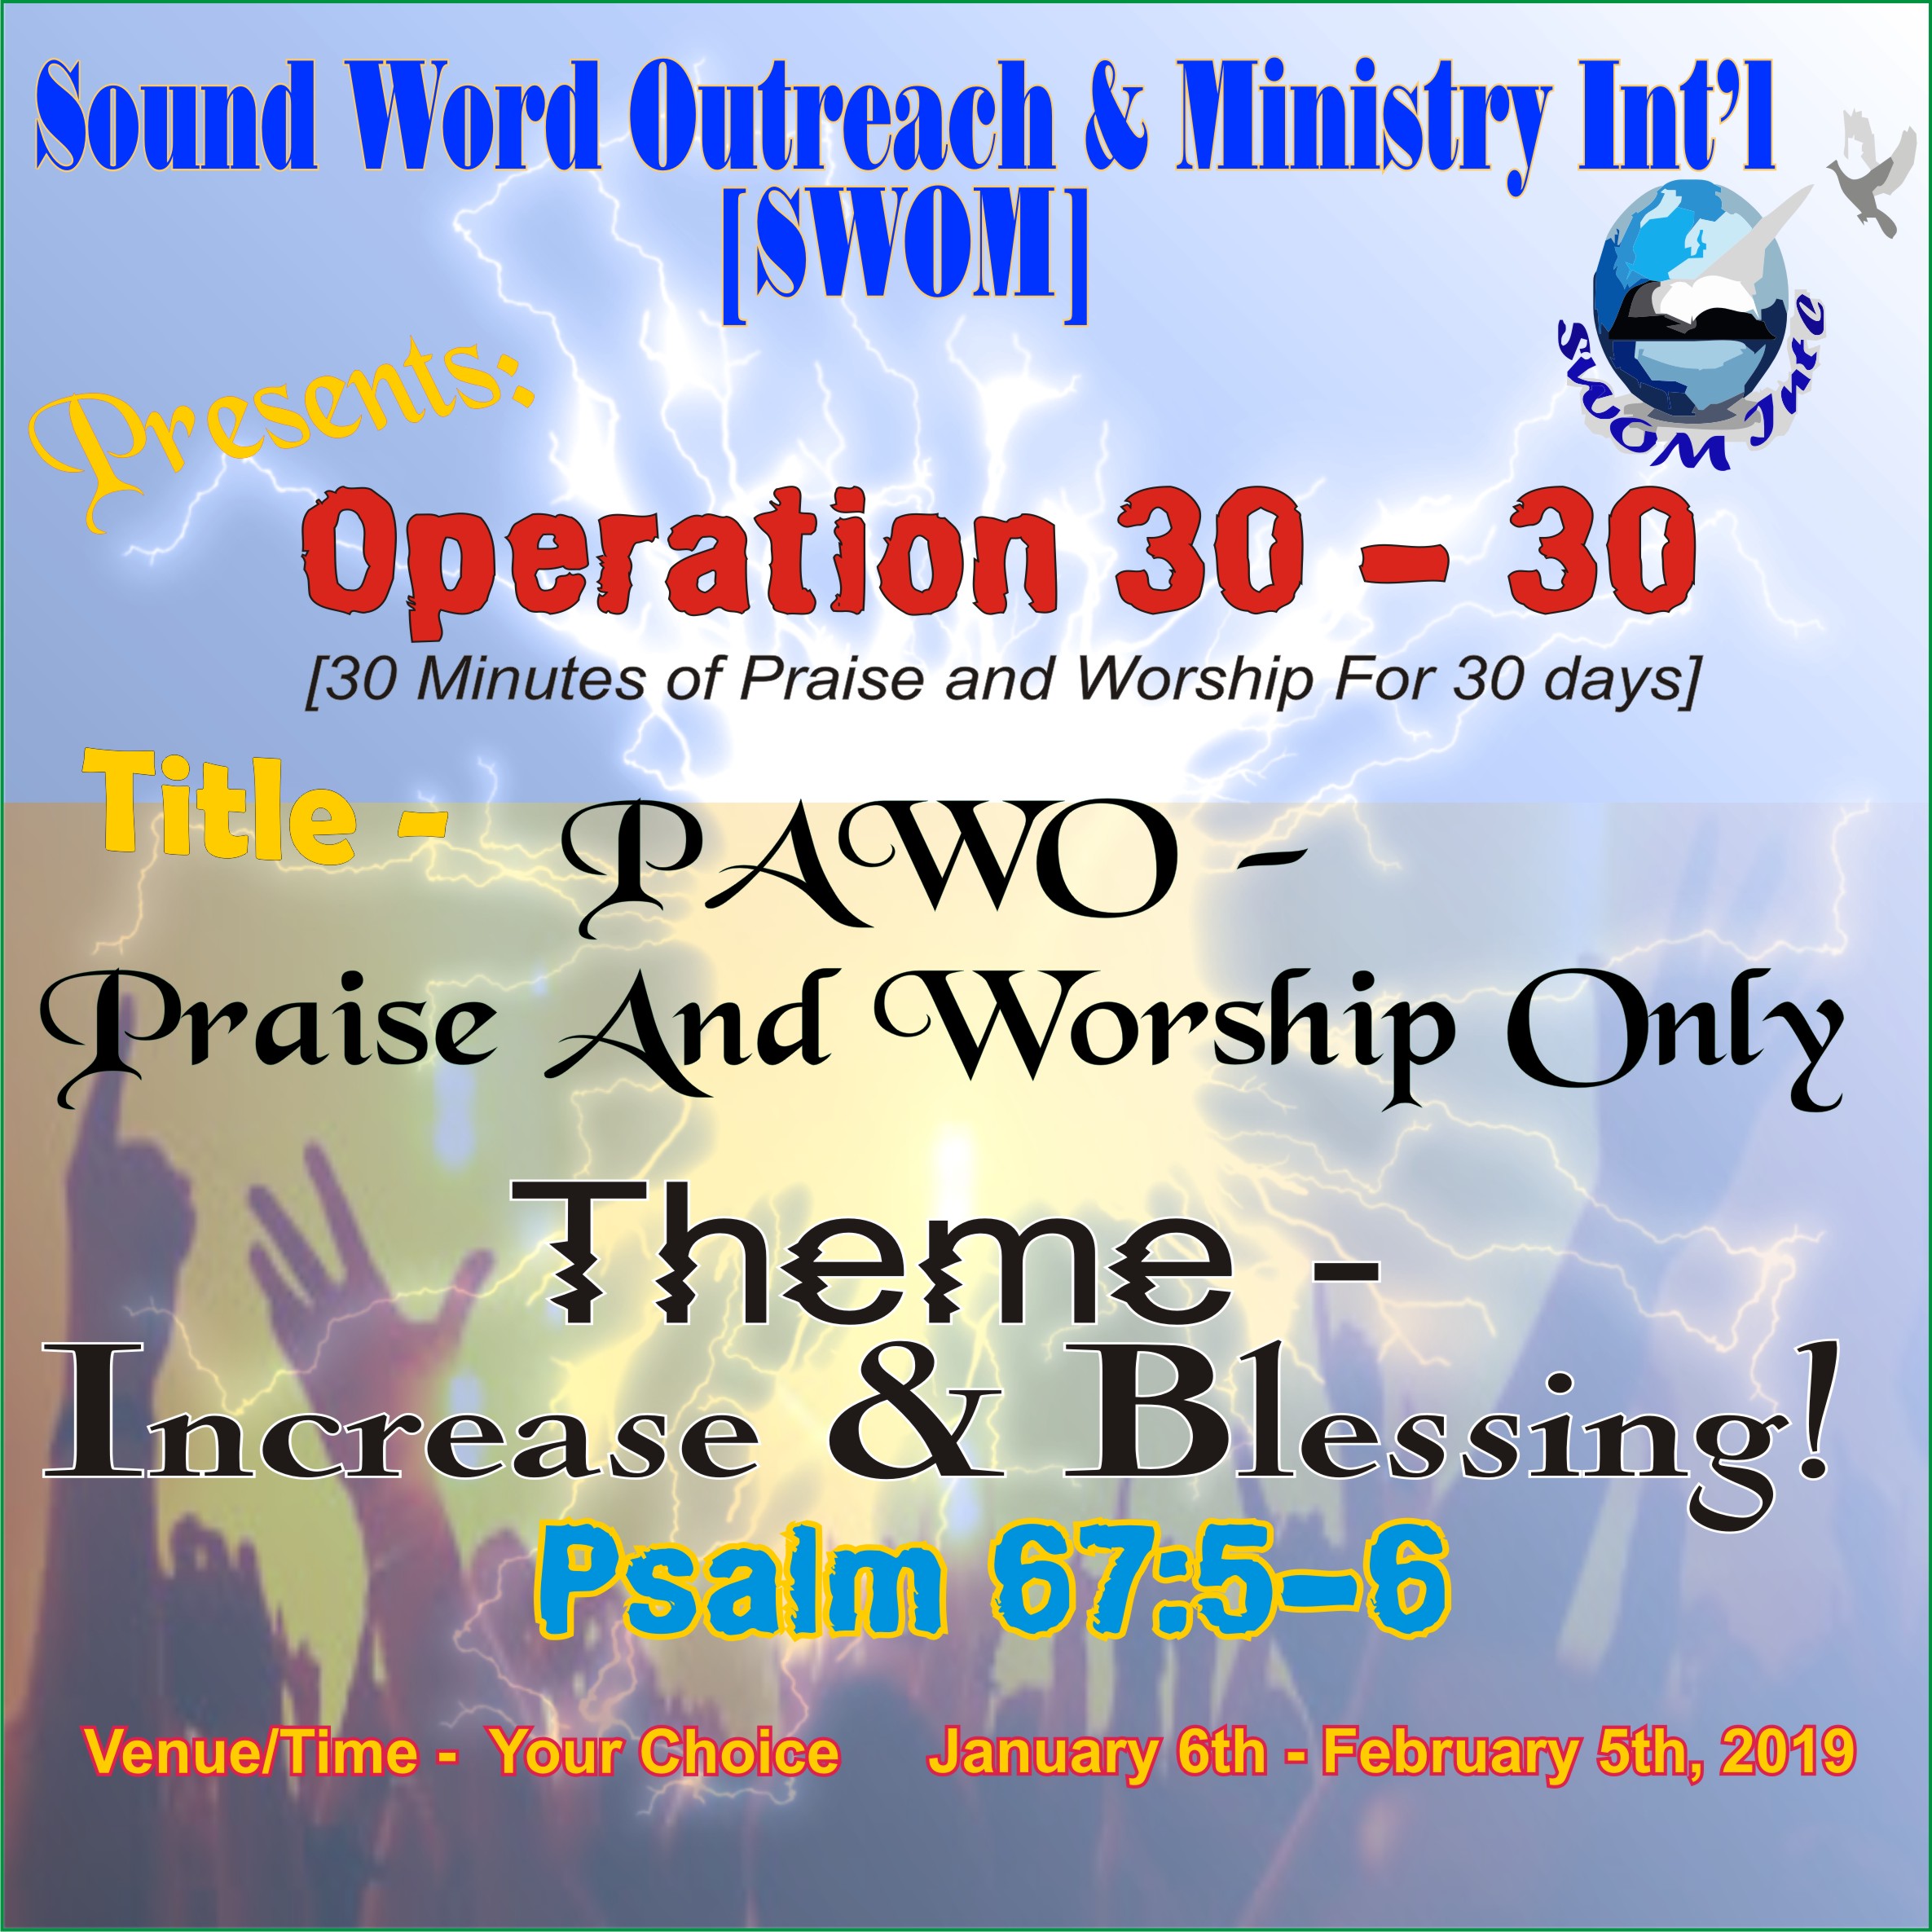 Sound Word Outreach & Ministry Int'l
[SWOM]
Presents:
Operation 30 - 30
[30 Minutes of Praise and Worship For 30 days]
Title -
PAWO -
Praise And Worship Only
Theme -
Increase & Blessing!
Psalm 67:5-6
Venue/Time - Your Choice
January 6th - February 5th, 2019